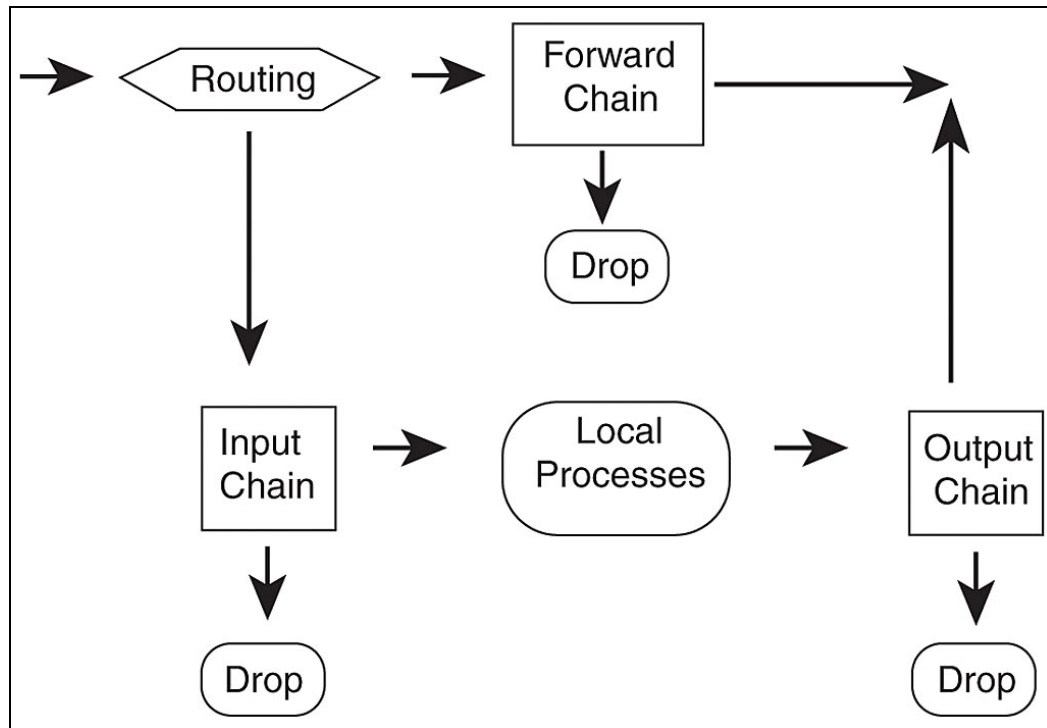 Routing
Forward
Chain
Drop
Input
Chain
Local
Processes
Output
Chain
Drop
Drop